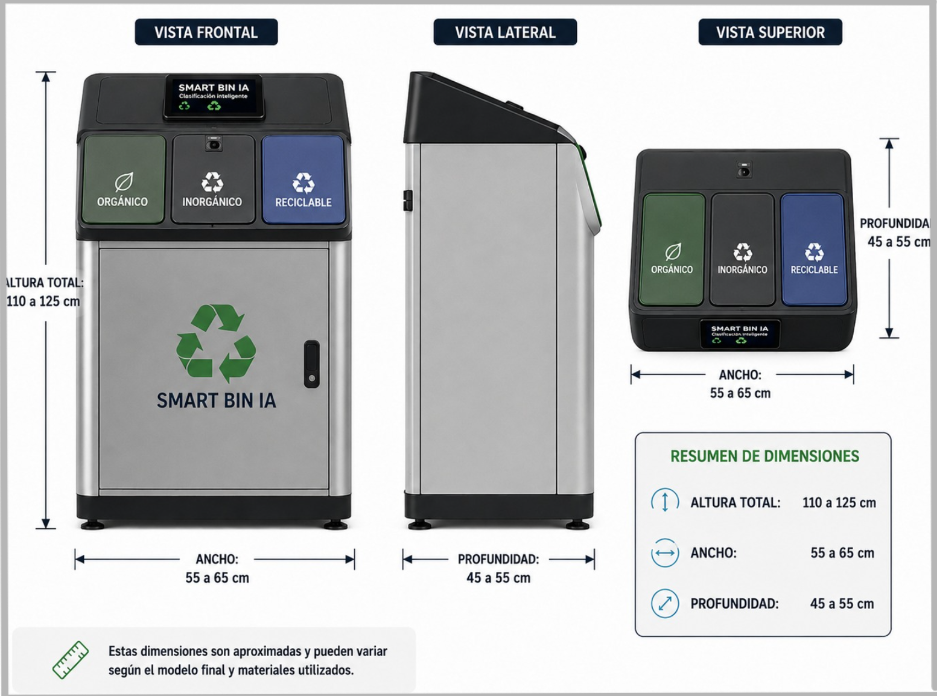 VISTA FRONTAL
VISTA LATERAL
VISTA SUPERIOR
SMART BIN IA
Clasificación inteligente
ORGÁNICO
INORGÁNICO
RECICLABLE
ALTURA TOTAL:
110 a 125 cm
SMART BIN IA
ANCHO:
55 a 65 cm
PROFUNDIDAD:
45 a 55 cm
ORGÁNICO
INORGÁNICO
RECICLABLE
SMART BIN IA
Clasificación inteligente
PROFUNDIDA
45 a 55 cm
ANCHO:
55 a 65 cm
RESUMEN DE DIMENSIONES
ALTURA TOTAL: 110 a 125 cm
ANCHO: 55 a 65 cm
PROFUNDIDAD: 45 a 55 cm
Estas dimensiones son aproximadas y pueden variar
según el modelo final y materiales utilizados.